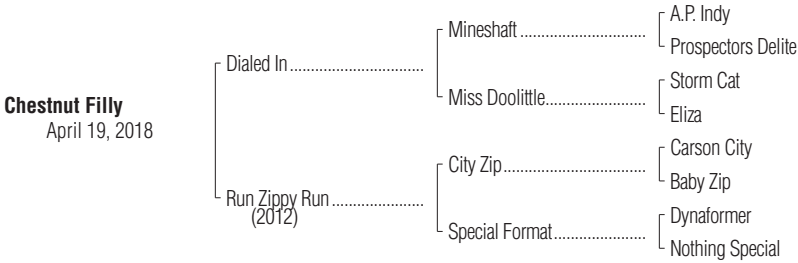 Chestnut Filly
April 19, 2018
Dialed In
Run Zippy Run
(2012)
Mineshaft
Miss Doolittle
City Zip
Special Format
A.P. Indy
Prospectors Delite
Storm Cat
Eliza
Carson City
Baby Zip
Dynaformer
Nothing Special